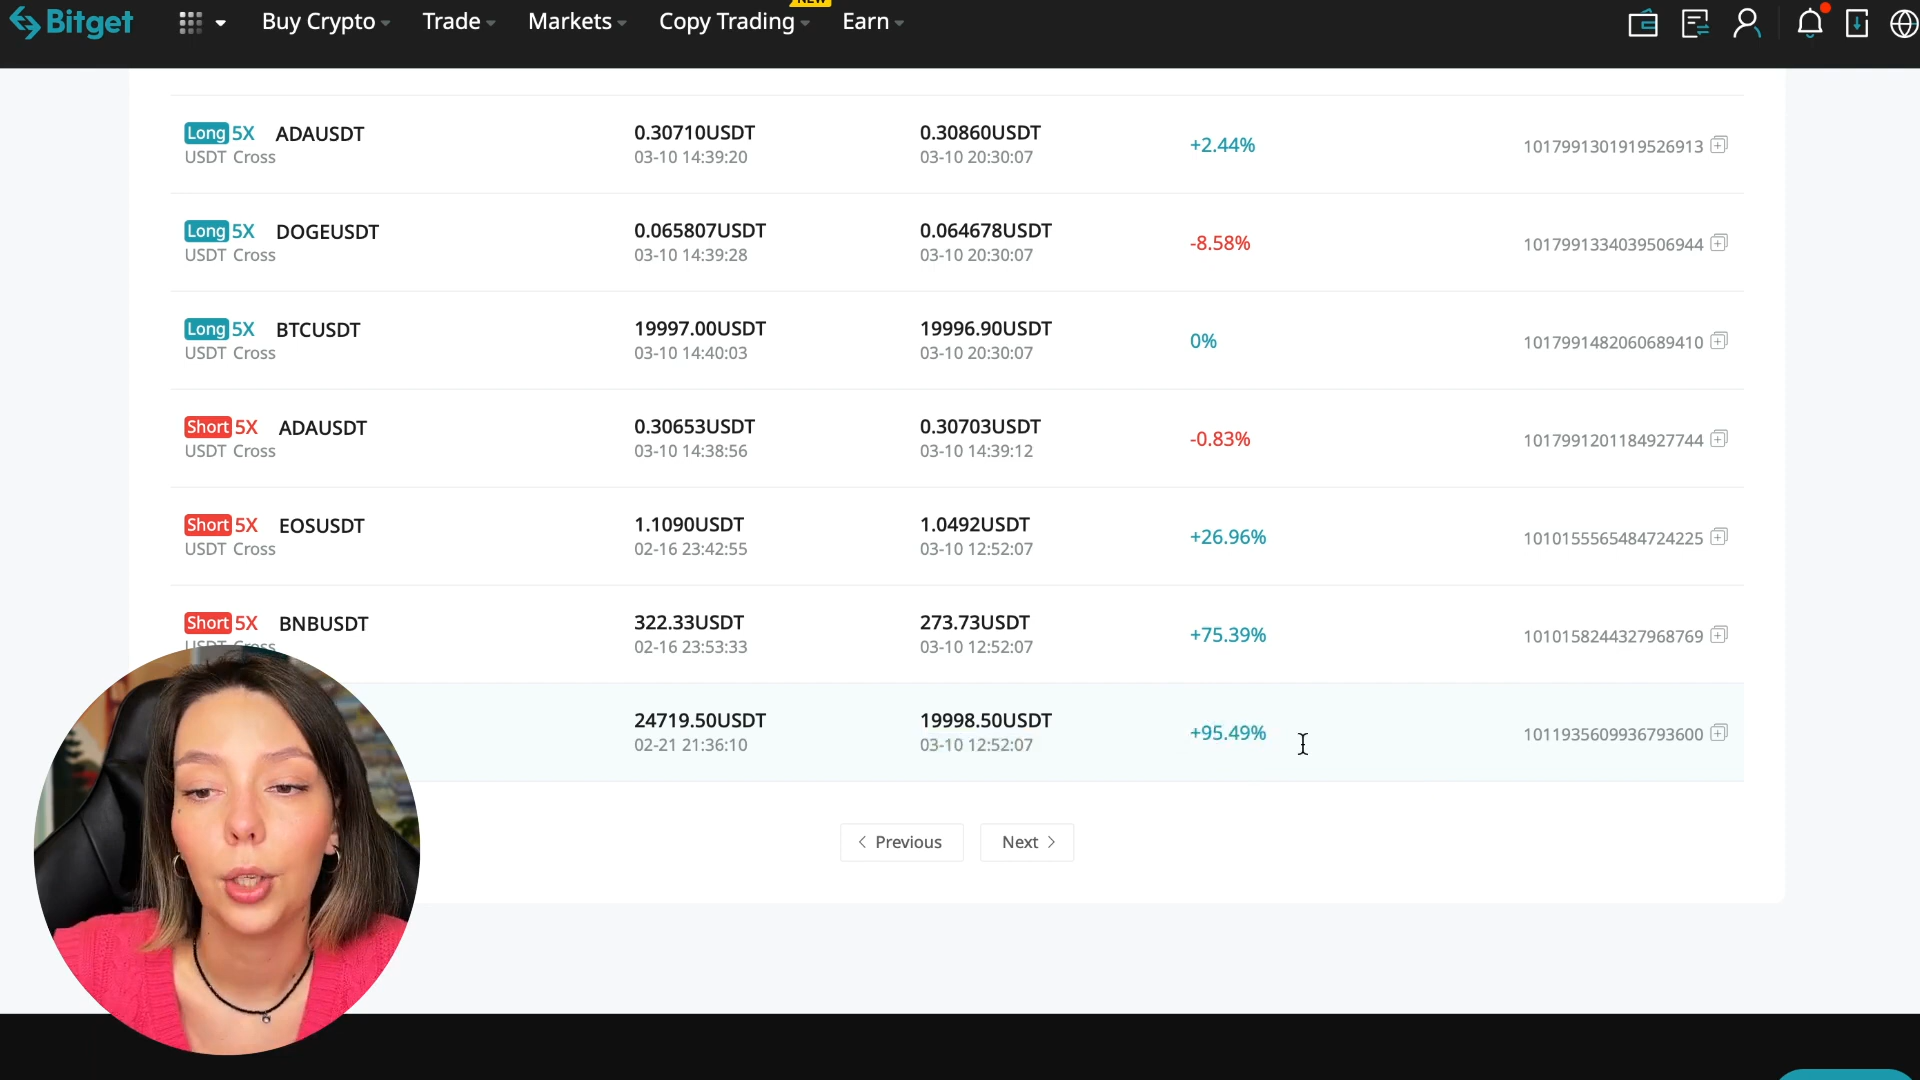 Bitget
Buy Crypto
Trade
Markets
Copy Trading
NEW
Earn
Long 5X ADAUSDT 0.30710USDT 0.30860USDT +2.44% 1017991301919526913
USDT Cross 03-10 14:39:20 03-10 20:30:07
Long 5X DOGEUSDT 0.065807USDT 0.064678USDT -8.58% 1017991334039506944
USDT Cross 03-10 14:39:28 03-10 20:30:07
Long 5X BTCUSDT 19997.00USDT 19996.90USDT 0% 1017991482060689410
USDT Cross 03-10 14:40:03 03-10 20:30:07
Short 5X ADAUSDT 0.30653USDT 0.30703USDT -0.83% 1017991201184927744
USDT Cross 03-10 14:38:56 03-10 14:39:12
Short 5X EOSUSDT 1.1090USDT 1.0492USDT +26.96% 1010155565484724225
USDT Cross 02-16 23:42:55 03-10 12:52:07
Short 5X BNBUSDT 322.33USDT 273.73USDT +75.39% 1010158244327968769
USDT Cross 02-16 23:53:33 03-10 12:52:07
24719.50USDT 19998.50USDT +95.49% 1011935609936793600
02-21 21:36:10 03-10 12:52:07
Previous
Next